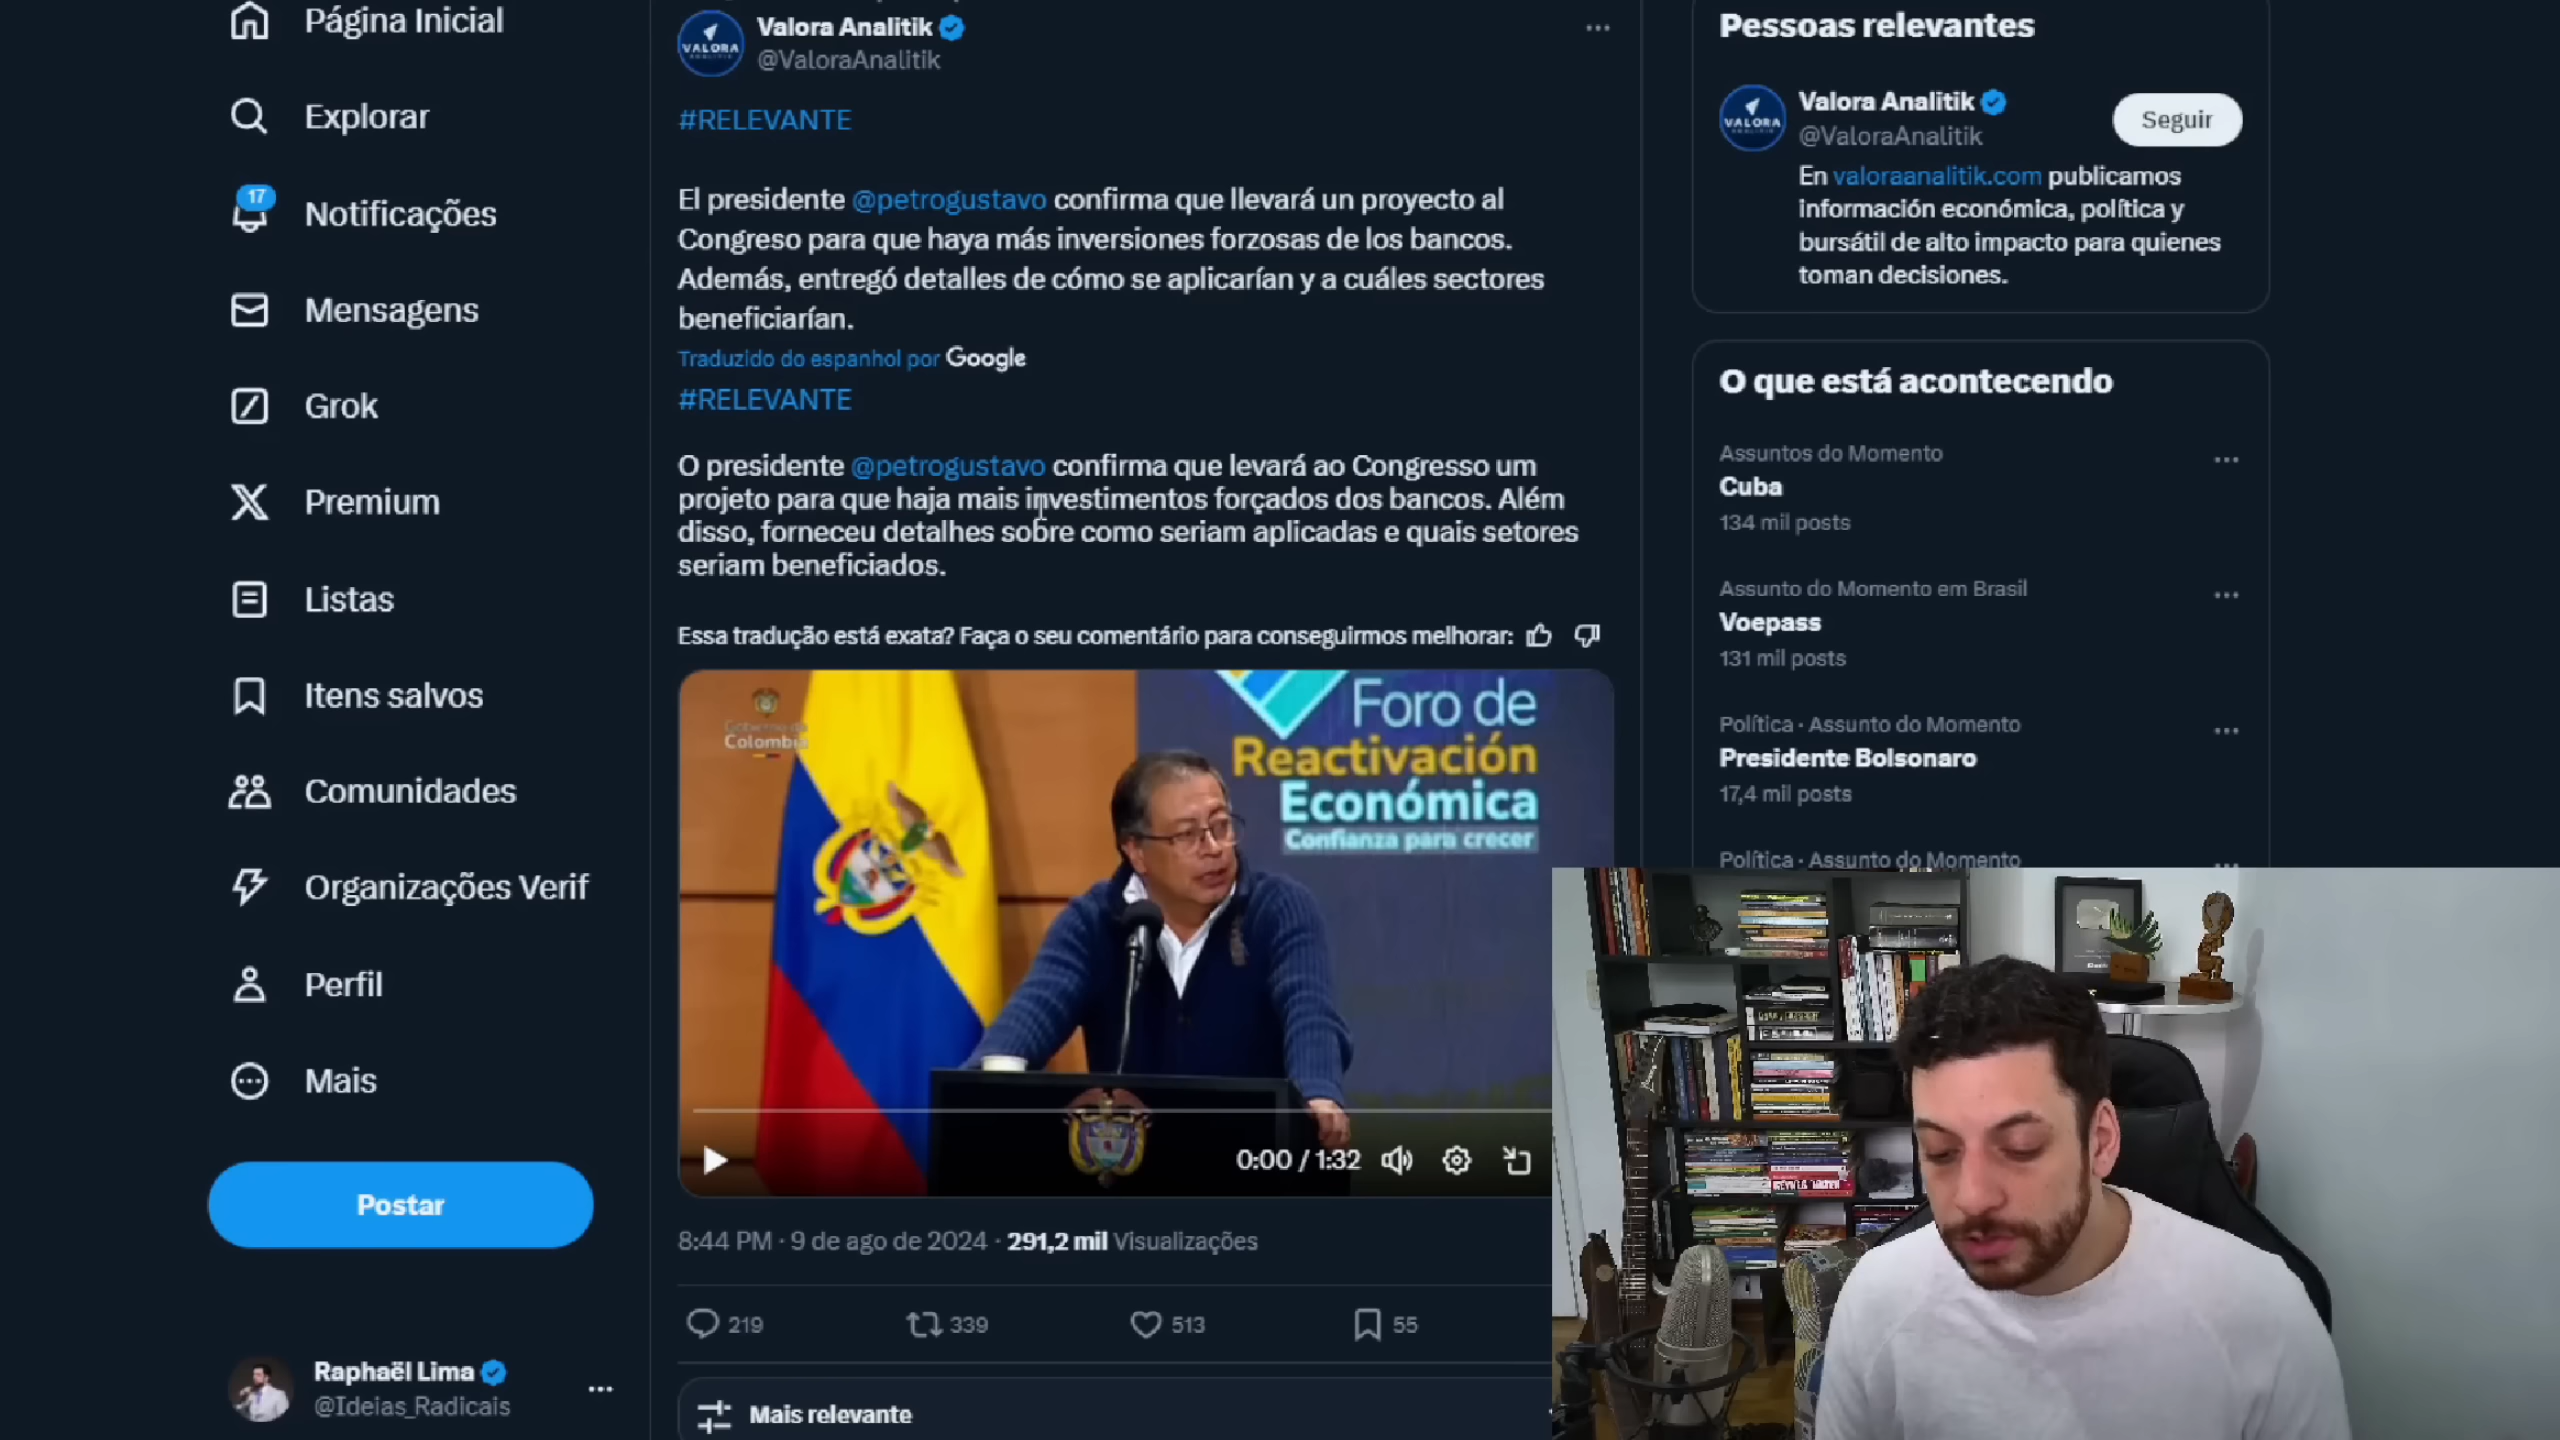 Página Inicial
Explorar
17
Notificações
Mensagens
Grok
Premium
Listas
Itens salvos
Comunidades
Organizações Verif
Perfil
Mais
Postar
Raphaël Lima
@Ideias_Radicais
VALORA
Valora Analitik
@ValoraAnalitik
#RELEVANTE
El presidente @petrogustavo confirma que llevará un proyecto al
Congreso para que haya más inversiones forzosas de los bancos.
Además, entregó detalles de cómo se aplicarían y a cuáles sectores
beneficiarían.
Traduzido do espanhol por Google
#RELEVANTE
O presidente @petrogustavo confirma que levará ao Congresso um
projeto para que haja mais investimentos forçados dos bancos. Além
disso, forneceu detalhes sobre como seriam aplicadas e quais setores
seriam beneficiados.
Essa tradução está exata? Faça o seu comentário para conseguirmos melhorar:
Gobierno de
Colombia
Foro de
Reactivación
Económica
Confianza para crecer
0:00 / 1:32
8:44 PM · 9 de ago de 2024 · 291,2 mil Visualizações
219
339
513
55
Mais relevante
Pessoas relevantes
VALORA
Valora Analitik
@ValoraAnalitik
Seguir
En valoraanalitik.com publicamos
información económica, política y
bursátil de alto impacto para quienes
toman decisiones.
O que está acontecendo
Assuntos do Momento
Cuba
134 mil posts
Assunto do Momento em Brasil
Voepass
131 mil posts
Política · Assunto do Momento
Presidente Bolsonaro
17,4 mil posts
Política · Assunto do Momento